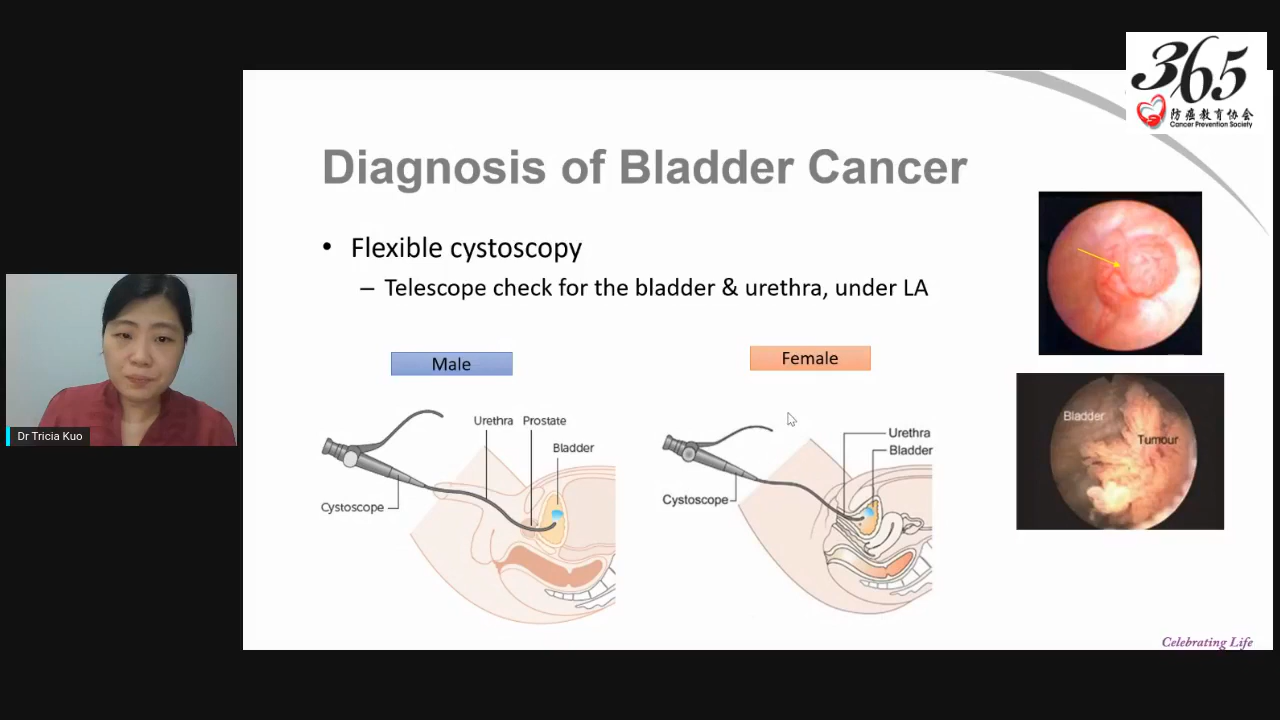 365
防癌教育协会
Cancer Prevention Society
Diagnosis of Bladder Cancer
• Flexible cystoscopy
– Telescope check for the bladder & urethra, under LA
Male
Female
Urethra Prostate
Bladder
Cystoscope
Urethra
Bladder
Cystoscope
Bladder
Tumour
Dr Tricia Kuo
Celebrating Life